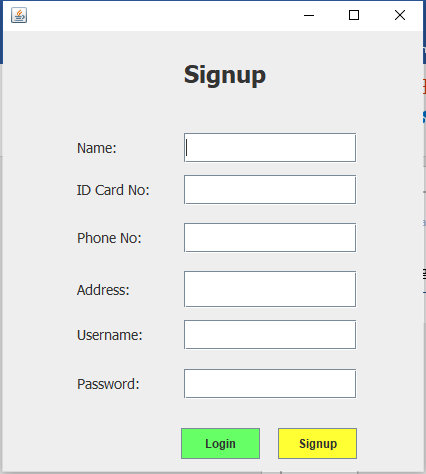 Signup
Name:
ID Card No:
Phone No:
Address:
Username:
Password:
Login Signup